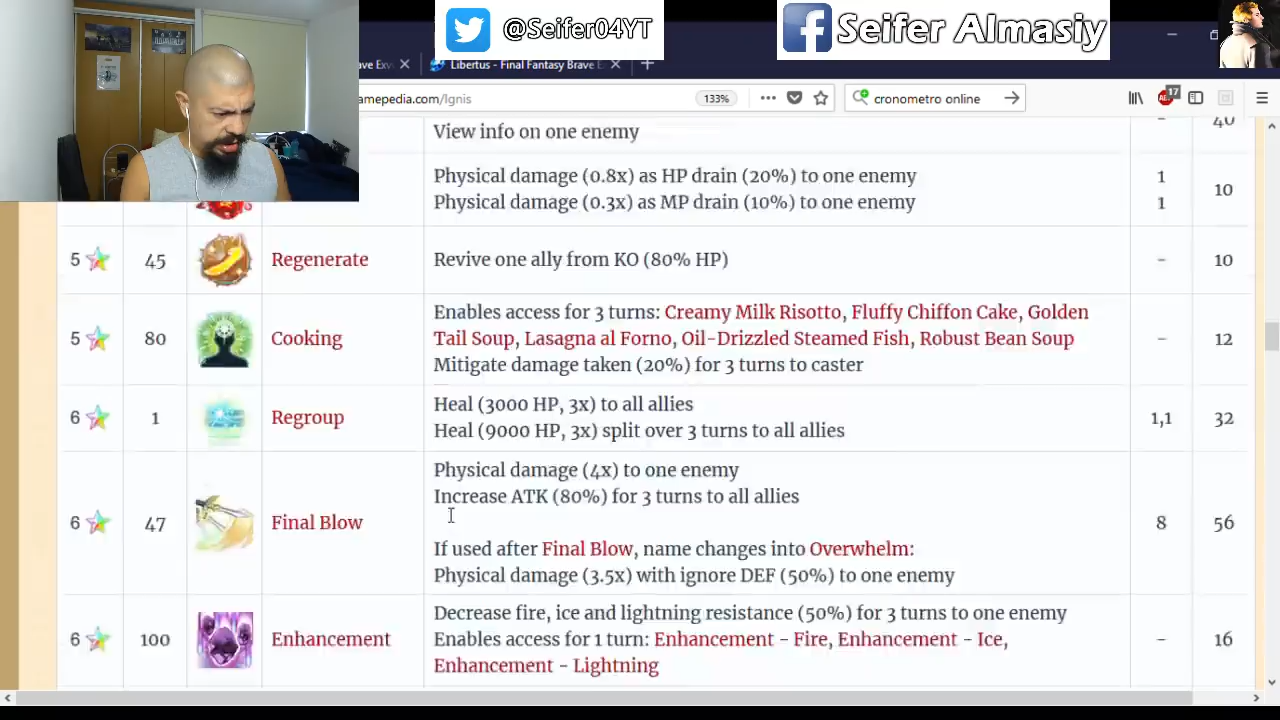 @Seifer04YT
Seifer Almasiy
ave Exv
Libertus - Final Fantasy Brave E
amepedia.com/Ignis
133%
cronometro online
17
View info on one enemy
-
40
Physical damage (0.8x) as HP drain (20%) to one enemy
Physical damage (0.3x) as MP drain (10%) to one enemy
1
1
10
5
45
Regenerate
Revive one ally from KO (80% HP)
-
10
5
80
Cooking
Enables access for 3 turns: Creamy Milk Risotto, Fluffy Chiffon Cake, Golden
Tail Soup, Lasagna al Forno, Oil-Drizzled Steamed Fish, Robust Bean Soup
Mitigate damage taken (20%) for 3 turns to caster
-
12
6
1
Regroup
Heal (3000 HP, 3x) to all allies
Heal (9000 HP, 3x) split over 3 turns to all allies
1,1
32
6
47
Final Blow
Physical damage (4x) to one enemy
Increase ATK (80%) for 3 turns to all allies
If used after Final Blow, name changes into Overwhelm:
Physical damage (3.5x) with ignore DEF (50%) to one enemy
8
56
6
100
Enhancement
Decrease fire, ice and lightning resistance (50%) for 3 turns to one enemy
Enables access for 1 turn: Enhancement - Fire, Enhancement - Ice,
Enhancement - Lightning
-
16